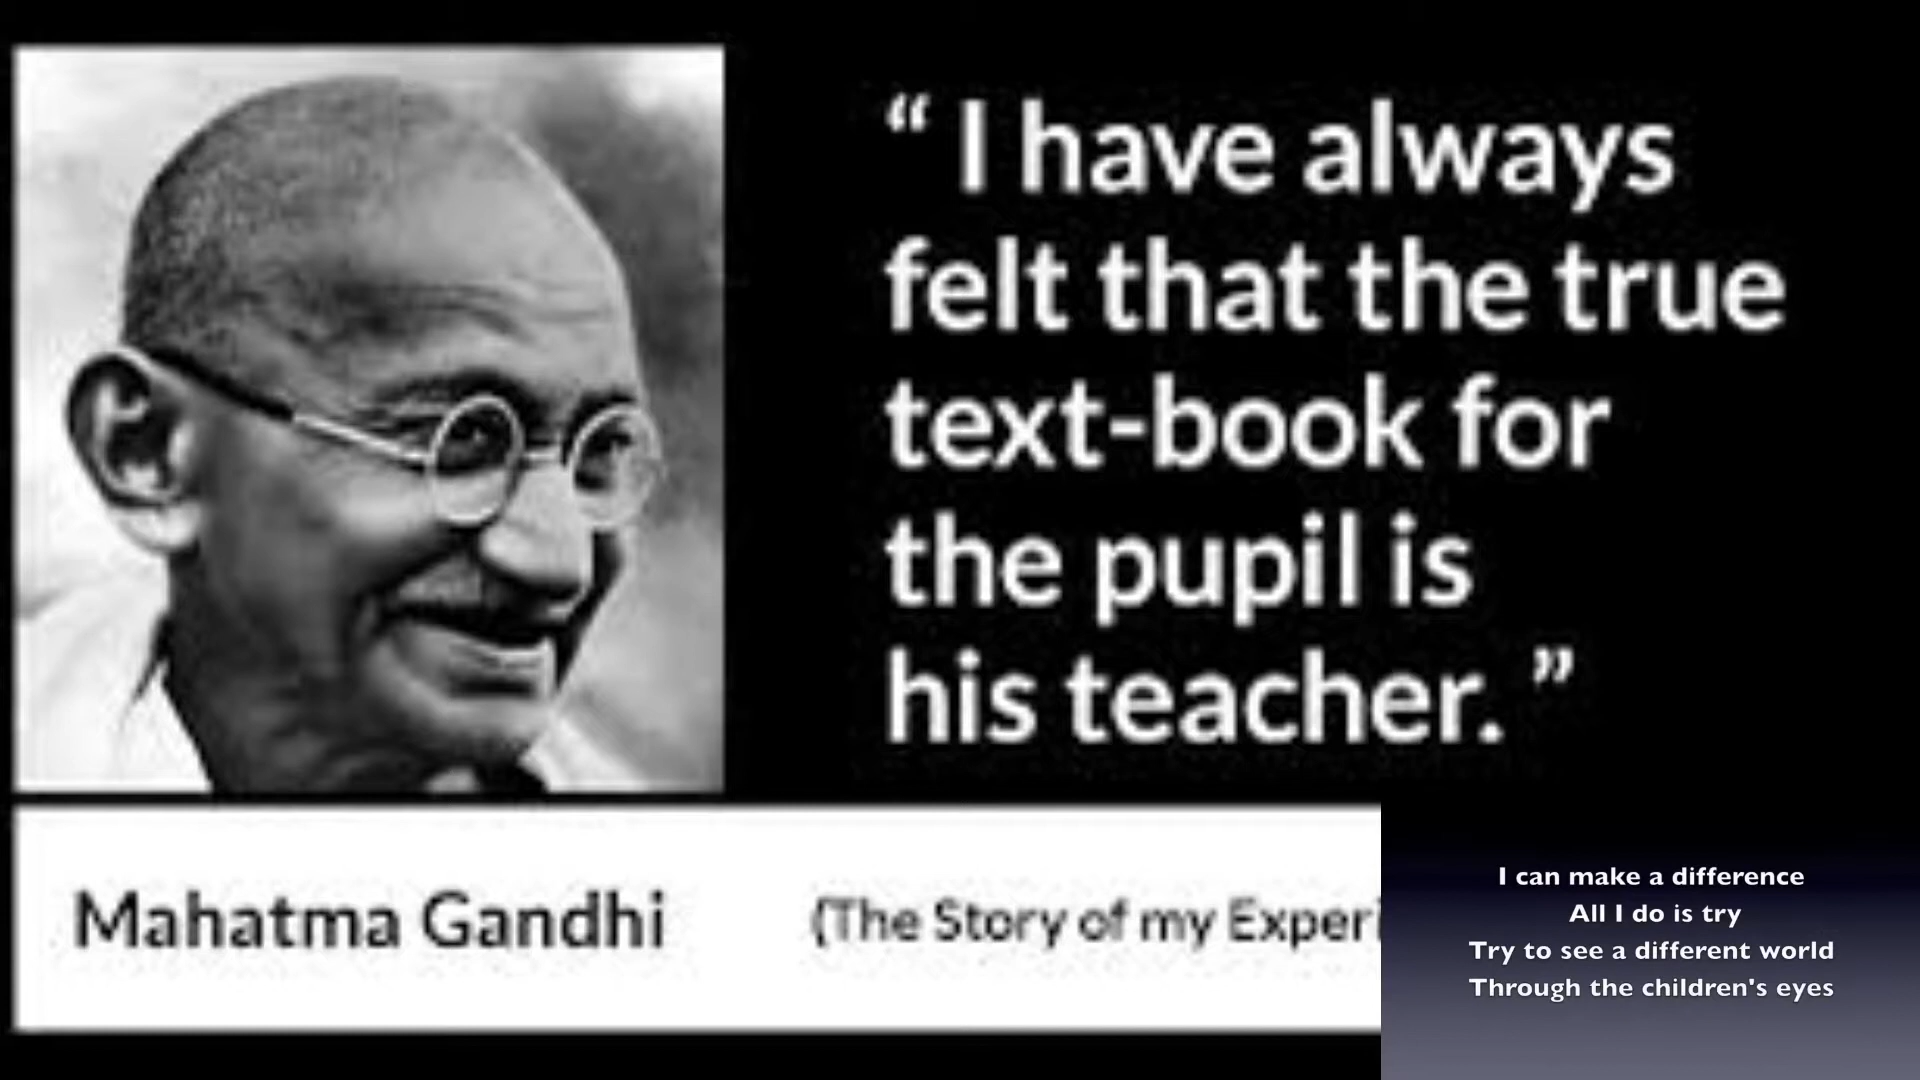 “ I have always
felt that the true
text-book for
the pupil is
his teacher. ”
Mahatma Gandhi
(The Story of my Experi
I can make a difference
All I do is try
Try to see a different world
Through the children's eyes